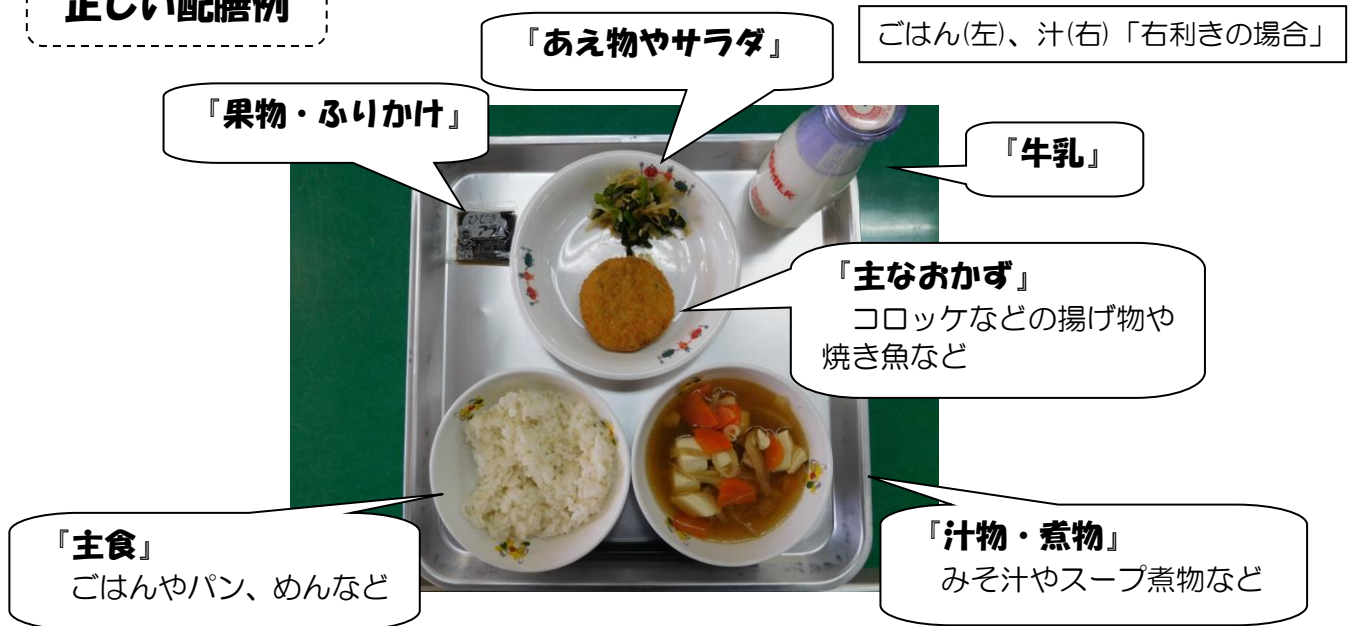 正しい配膳例
『あえ物やサラダ』
ごはん(左)、汁(右)「右利きの場合」
『果物・ふりかけ』
『牛乳』
MILK
ひじき
『主なおかず』
コロッケなどの揚げ物や
焼き魚など
『主食』
ごはんやパン、めんなど
『汁物・煮物』
みそ汁やスープ煮物など